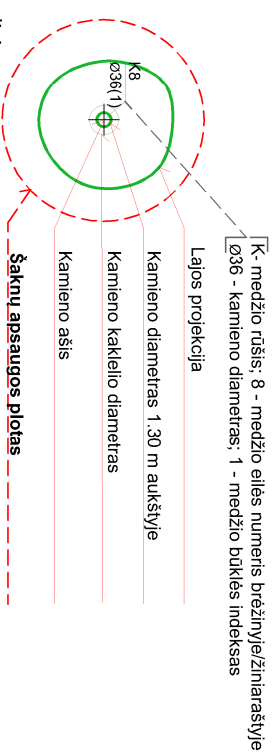 K- medžio rūšis; 8 - medžio eilės numeris brėžinyje/žiniaraštyje
ø36 - kamieno diametras; 1 - medžio būklės indeksas
K8
ø36(1)
Lajos projekcija
Kamieno diametras 1.30 m aukštyje
Kamieno kaklelio diametras
Kamieno ašis
Šaknų apsaugos plotas